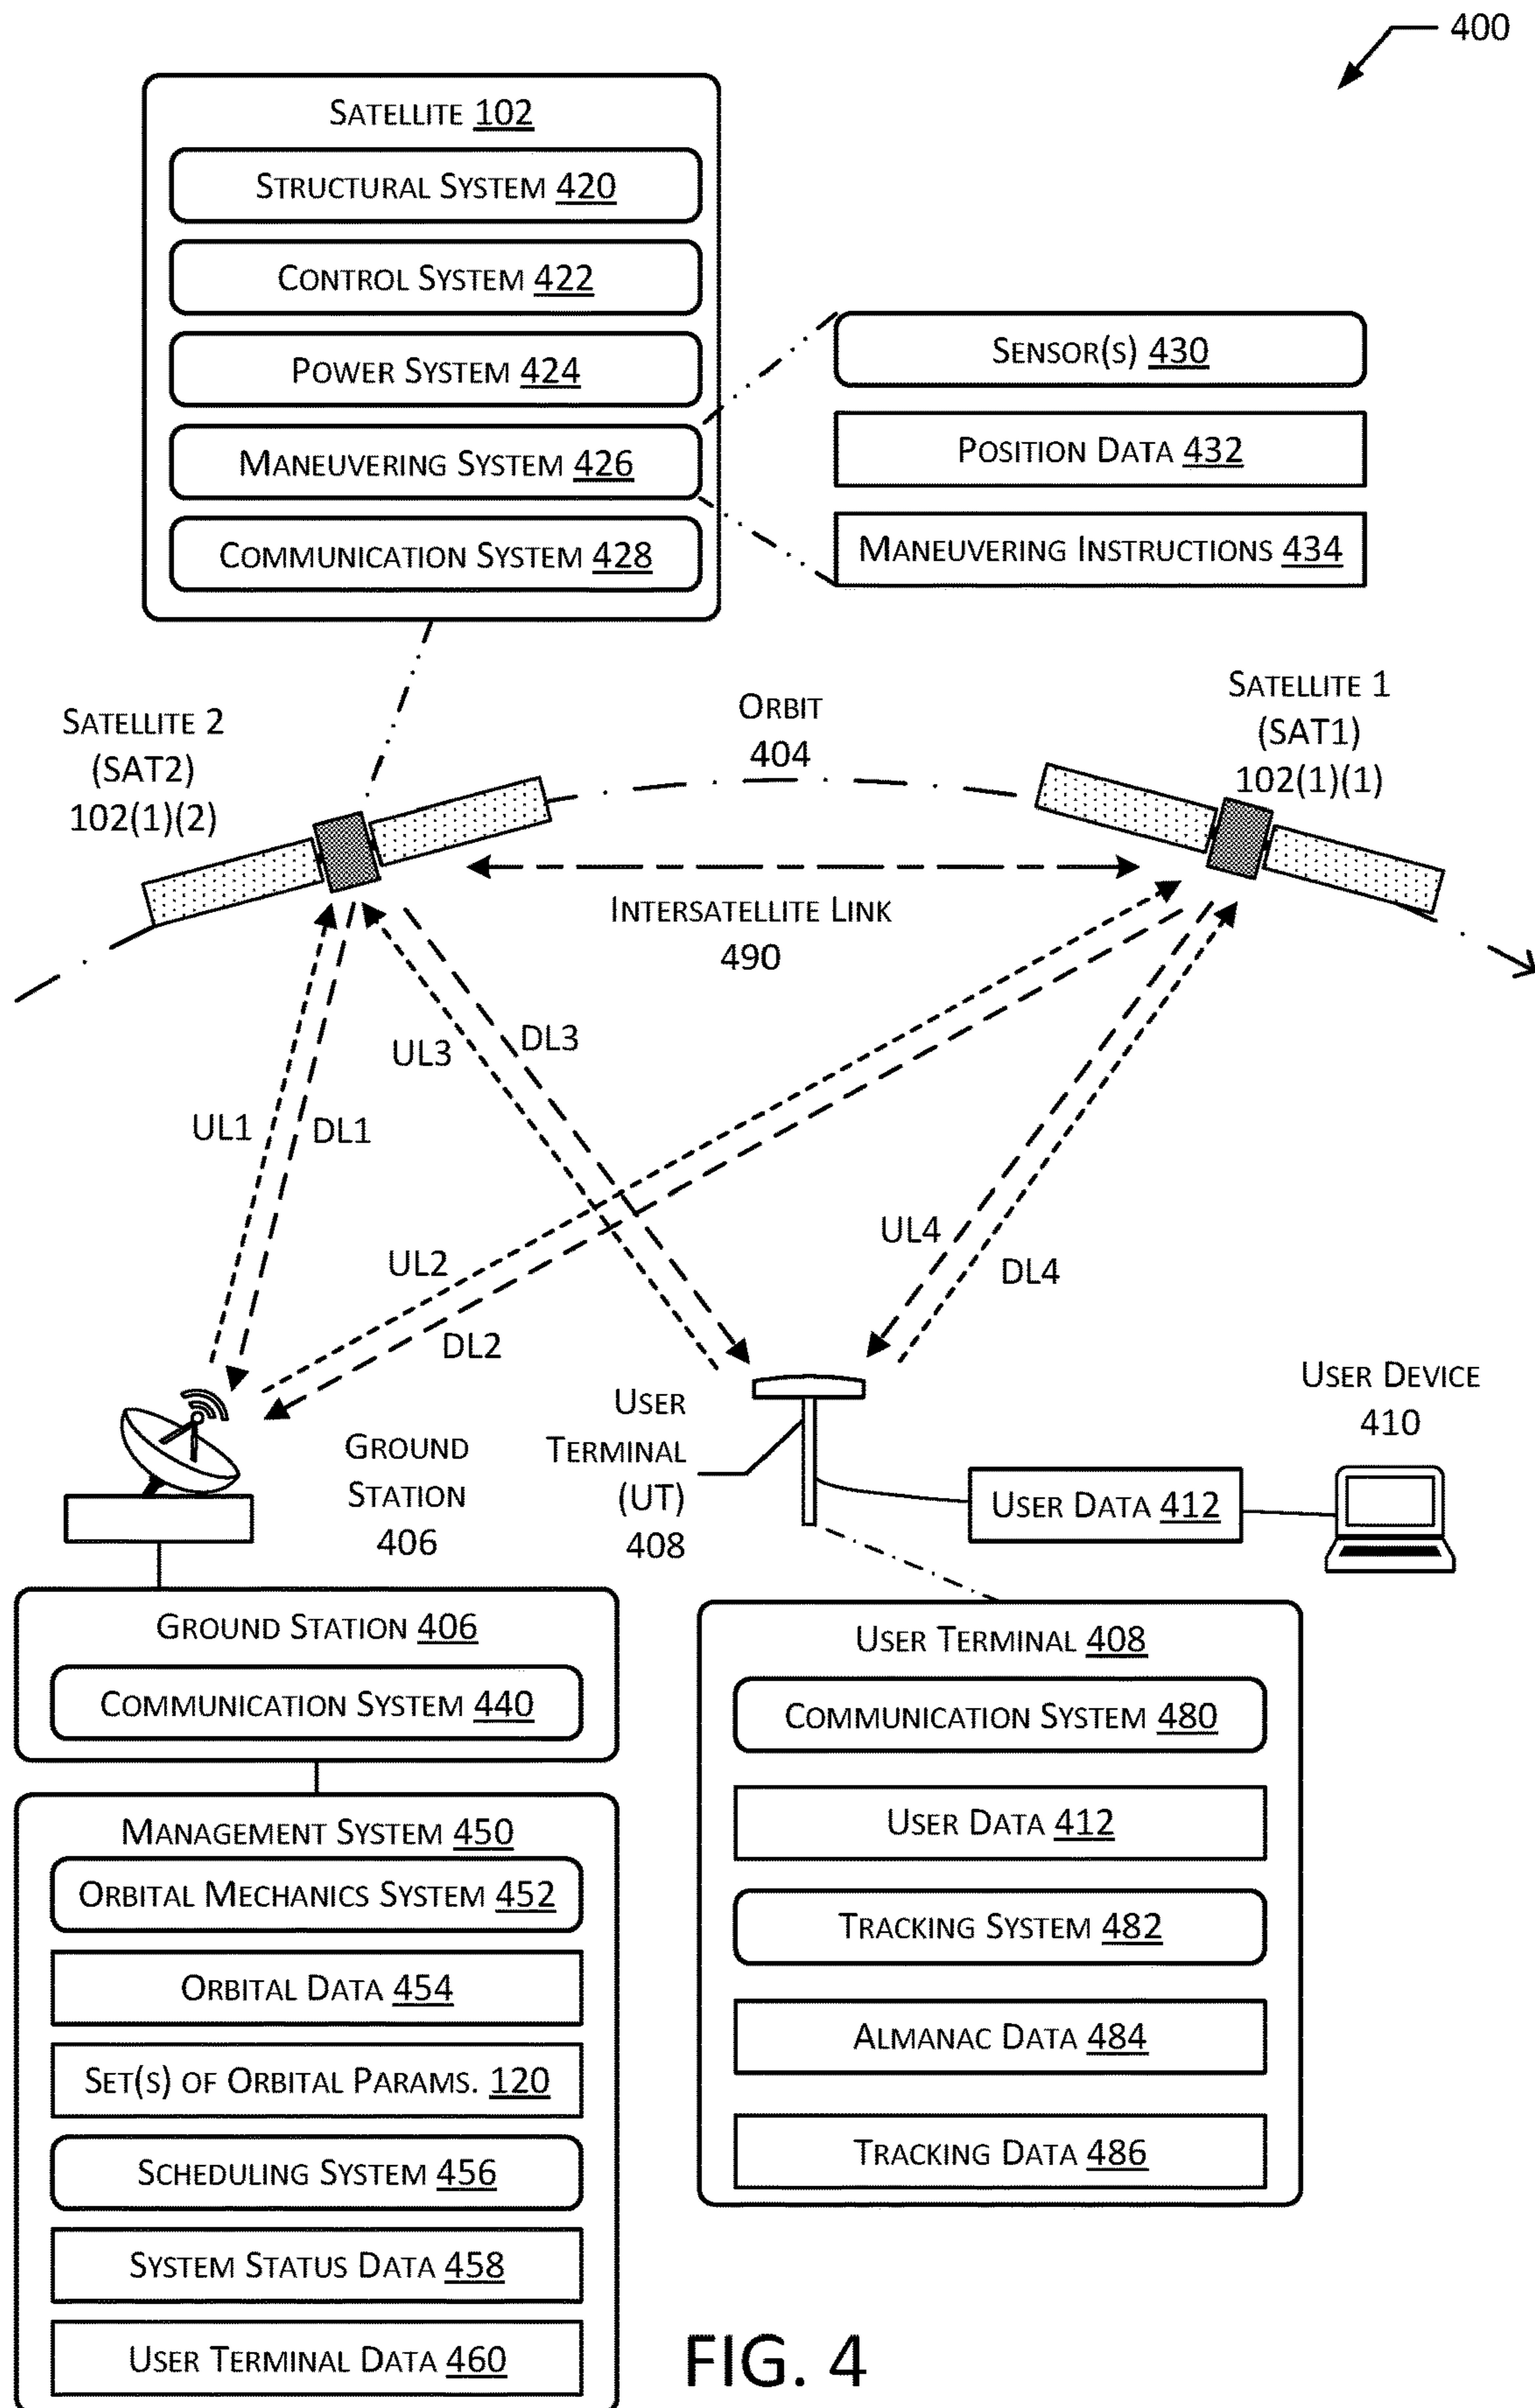 400
SATELLITE 102
STRUCTURAL SYSTEM 420
CONTROL SYSTEM 422
POWER SYSTEM 424
MANEUVERING SYSTEM 426
COMMUNICATION SYSTEM 428
SENSOR(S) 430
POSITION DATA 432
MANEUVERING INSTRUCTIONS 434
SATELLITE 2
(SAT2)
102(1)(2)
ORBIT
404
SATELLITE 1
(SAT1)
102(1)(1)
INTERSATELLITE LINK
490
UL1
DL1
UL3
DL3
UL2
DL2
UL4
DL4
GROUND
STATION
406
USER
TERMINAL
(UT)
408
USER DATA 412
USER DEVICE
410
GROUND STATION 406
COMMUNICATION SYSTEM 440
MANAGEMENT SYSTEM 450
ORBITAL MECHANICS SYSTEM 452
ORBITAL DATA 454
SET(S) OF ORBITAL PARAMS. 120
SCHEDULING SYSTEM 456
SYSTEM STATUS DATA 458
USER TERMINAL DATA 460
USER TERMINAL 408
COMMUNICATION SYSTEM 480
USER DATA 412
TRACKING SYSTEM 482
ALMANAC DATA 484
TRACKING DATA 486
FIG. 4